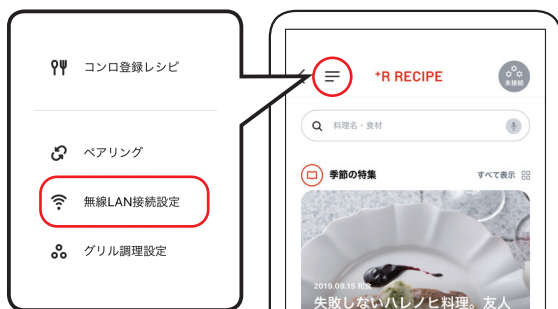 コンロ登録レシピ
ペアリング
無線LAN接続設定
グリル調理設定
+R RECIPE
未接続
料理名・食材
季節の特集
すべて表示
2019.09.15 和食
失敗しないハレノヒ料理。友人